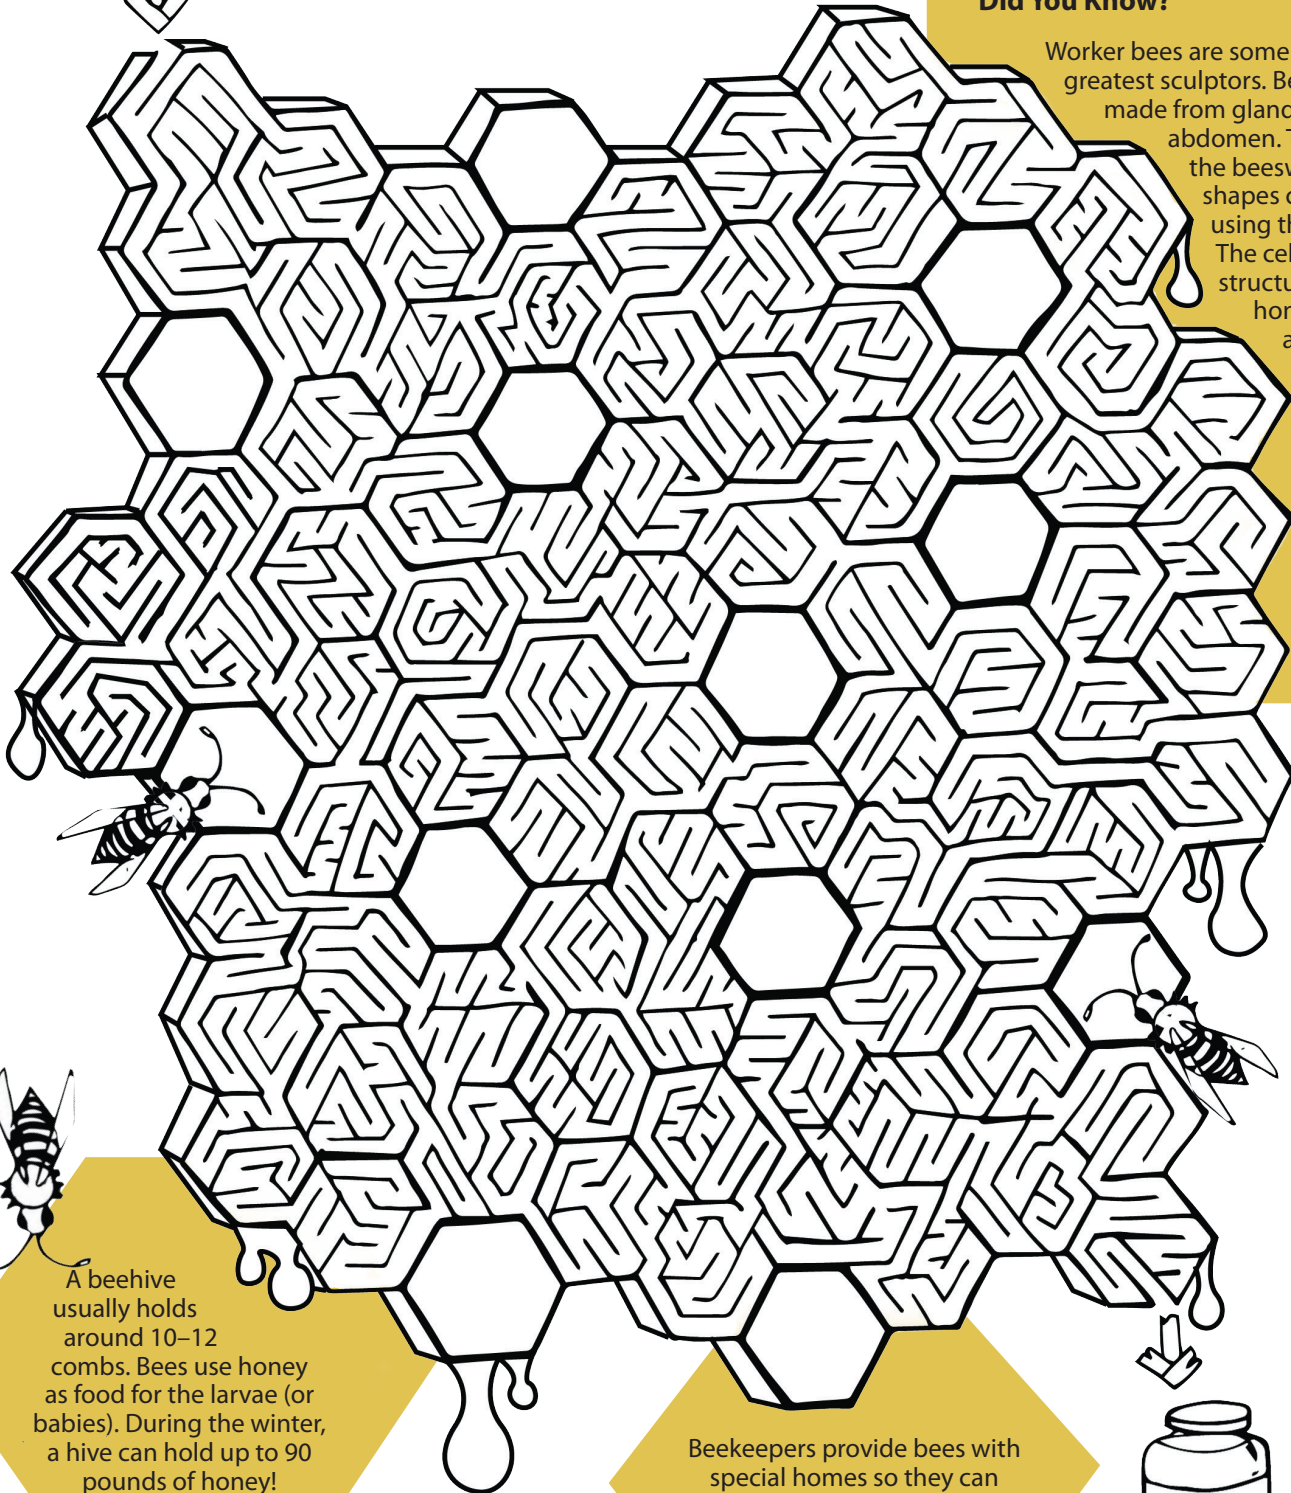 Did You Know?
Worker bees are some
greatest sculptors. Be
made from gland
abdomen. T
the beesw
shapes o
using th
The cel
structu
hor
a
A beehive
usually holds
around 10–12
combs. Bees use honey
as food for the larvae (or
babies). During the winter,
a hive can hold up to 90
pounds of honey!
Beekeepers provide bees with
special homes so they can